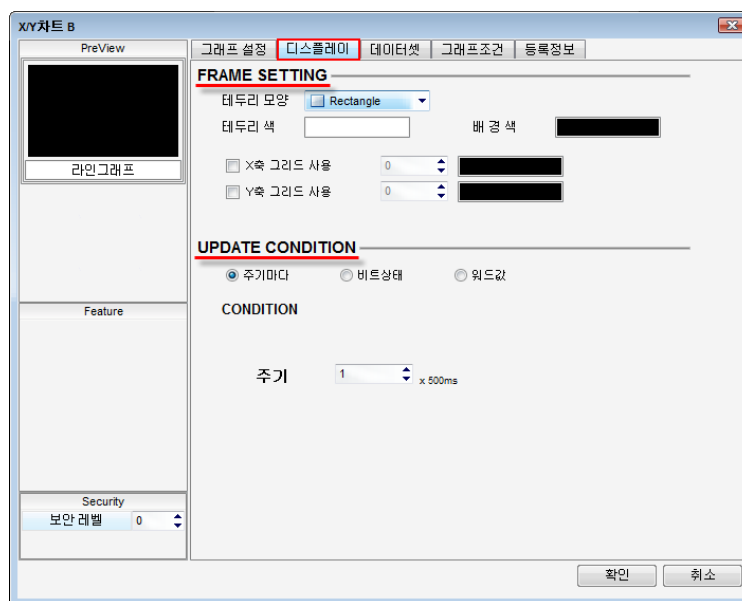 X/Y차트 B
PreView
라인그래프
Feature
Security
보안 레벨 0
그래프 설정 디스플레이 데이터셋 그래프조건 등록정보
FRAME SETTING
테두리 모양 Rectangle
테두리 색 배 경 색
X축 그리드 사용 0
Y축 그리드 사용 0
UPDATE CONDITION
주기마다 비트상태 워드값
CONDITION
주기 1 x 500ms
확인 취소